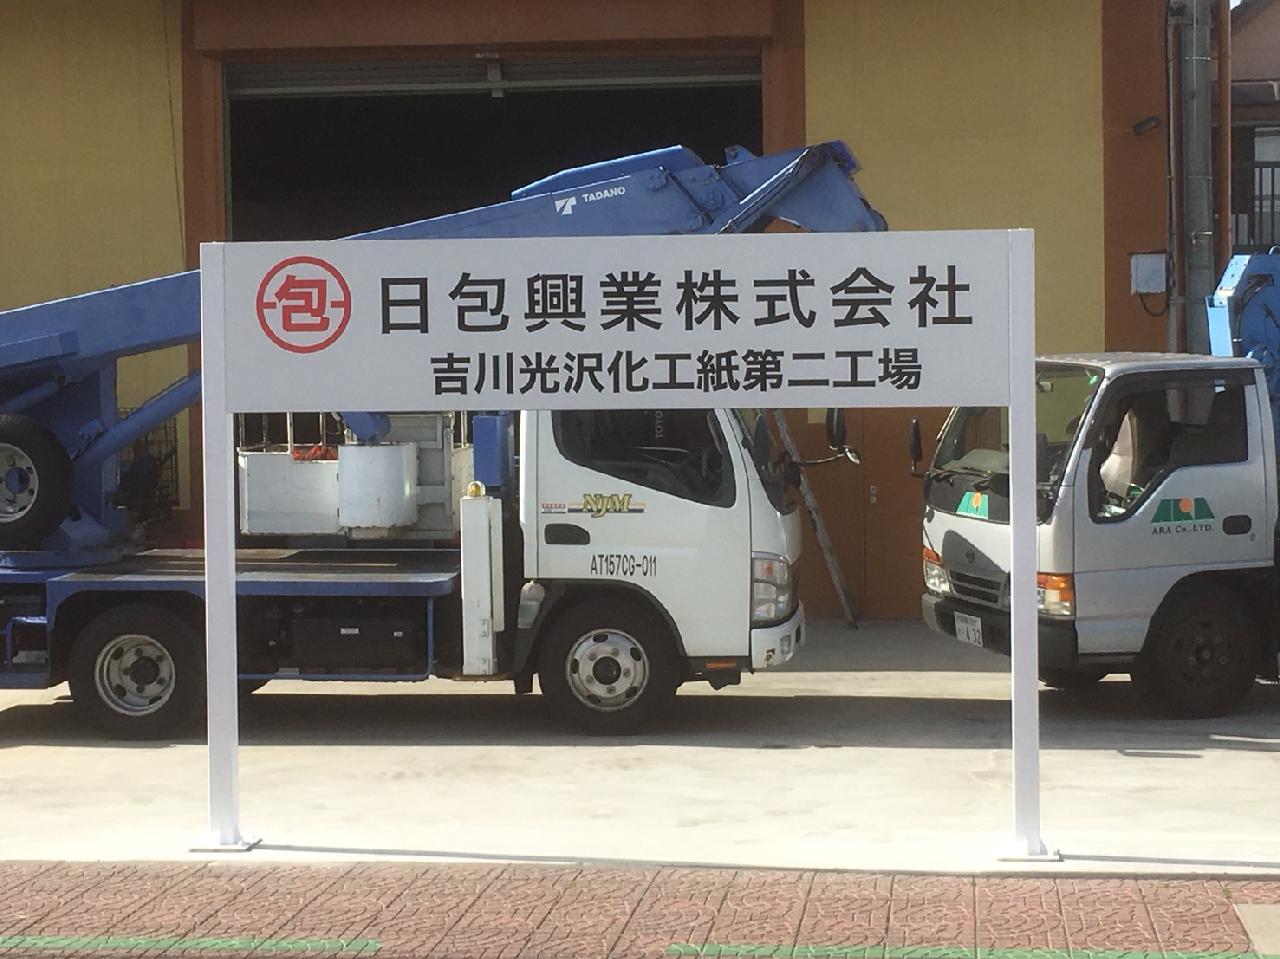 TADANO
包
日包興業株式会社
吉川光沢化工紙第二工場
NJM
AT157CG-011
ARA Co.,LTD.